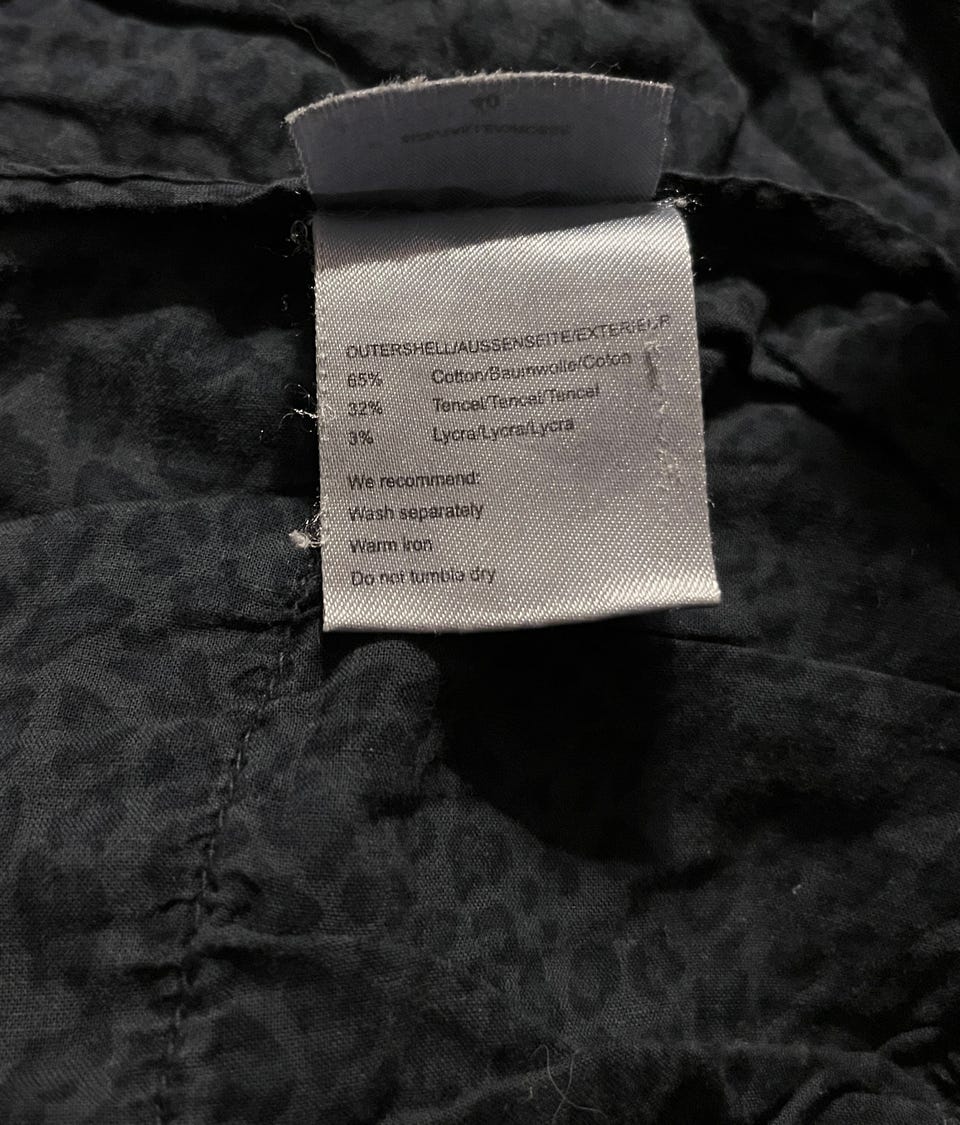 OUTERSHELL/AUSSENSEITE/EXTERIEUR
65% Cotton/Baumwolle/Coton
32% Tencel/Tencel/Tencel
3% Lycra/Lycra/Lycra
We recommend:
Wash separately
Warm iron
Do not tumble dry